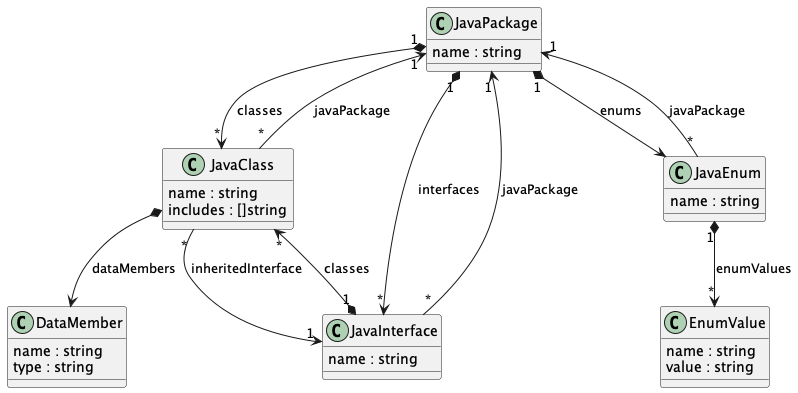 C JavaPackage
name : string
1
1
1
1
1
1
classes
*
*
javaPackage
enums
javaPackage
*
C JavaClass
name : string
includes : []string
interfaces
javaPackage
C JavaEnum
name : string
*
*
1
dataMembers
inheritedInterface
classes
enumValues
*
*
*
1
1
C DataMember
name : string
type : string
C JavaInterface
name : string
C EnumValue
name : string
value : string